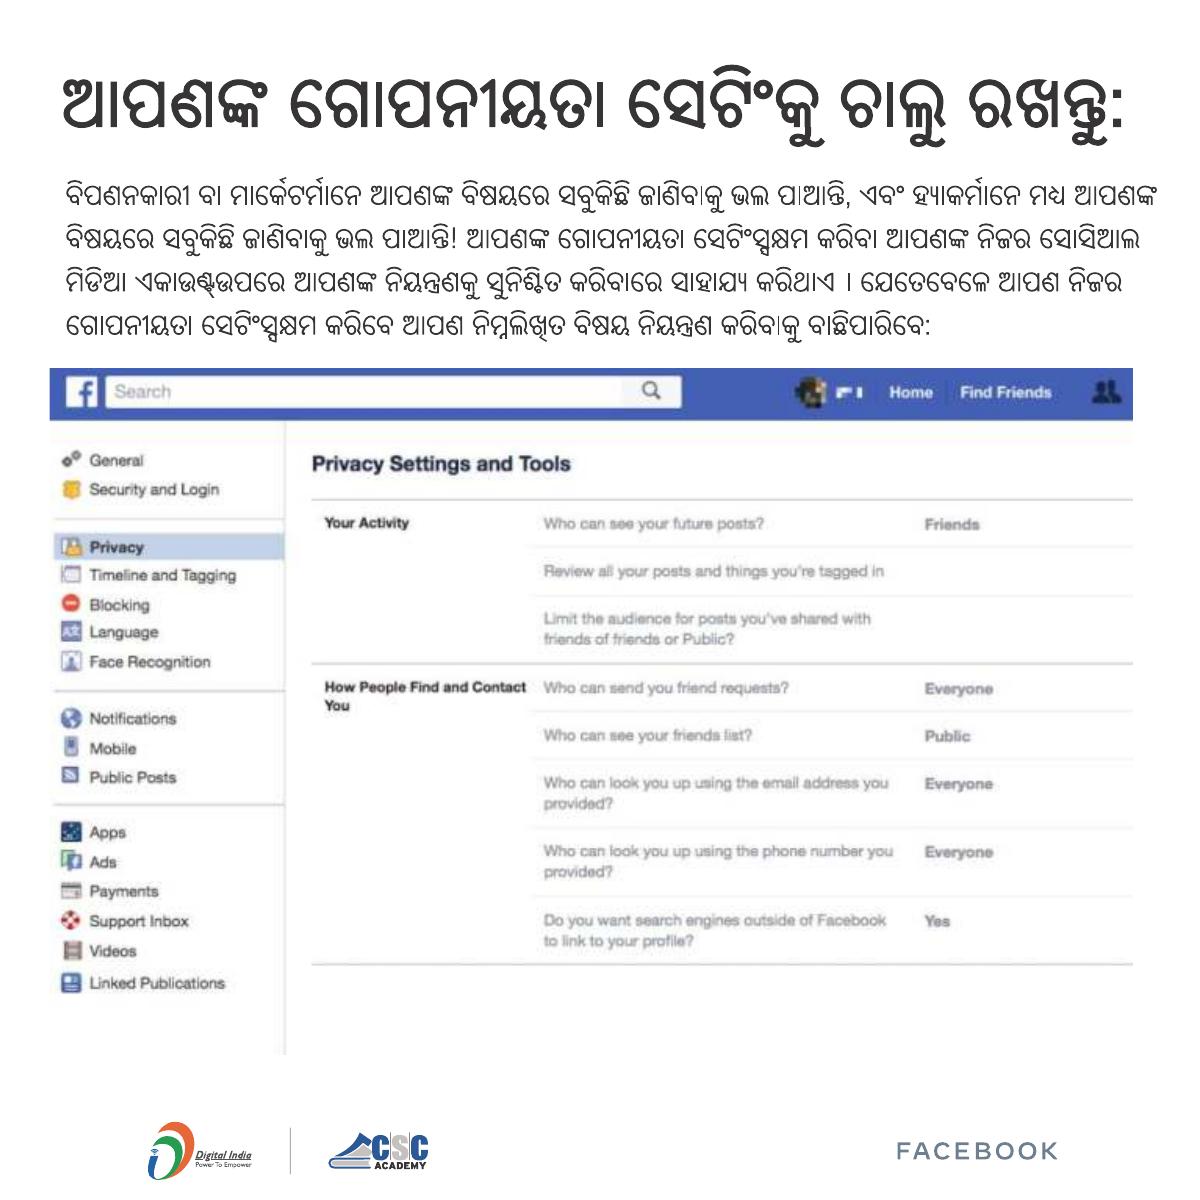 ଆପଣଙ୍କ ଗୋପନୀୟତା ସେଟିଂକୁ ଚାଲୁ ରଖନ୍ତୁ:
ବିପଣନକାରୀ ବା ମାର୍କେଟର୍ମାନେ ଆପଣଙ୍କ ବିଷୟରେ ସବୁକିଛି ଜାଣିବାକୁ ଭଲ ପାଆନ୍ତି, ଏବଂ ହ୍ୟାକର୍ମାନେ ମଧ୍ୟ ଆପଣଙ୍କ
ବିଷୟରେ ସବୁକିଛି ଜାଣିବାକୁ ଭଲ ପାଆନ୍ତି! ଆପଣଙ୍କ ଗୋପନୀୟତା ସେଟିଂସ୍ସକ୍ଷମ କରିବା ଆପଣଙ୍କ ନିଜର ସୋସିଆଲ
ମିଡିଆ ଏକାଉଣ୍ଟ୍ଉପରେ ଆପଣଙ୍କ ନିୟନ୍ତ୍ରଣକୁ ସୁନିଶ୍ଚିତ କରିବାରେ ସାହାଯ୍ୟ କରିଥାଏ । ଯେତେବେଳେ ଆପଣ ନିଜର
ଗୋପନୀୟତା ସେଟିଂସ୍ସକ୍ଷମ କରିବେ ଆପଣ ନିମ୍ନଲିଖିତ ବିଷୟ ନିୟନ୍ତ୍ରଣ କରିବାକୁ ବାଛିପାରିବେ:
f Search Home Find Friends
General
Security and Login
Privacy
Timeline and Tagging
Blocking
Language
Face Recognition
Notifications
Mobile
Public Posts
Apps
Ads
Payments
Support Inbox
Videos
Linked Publications
Privacy Settings and Tools
Your Activity Who can see your future posts? Friends
Review all your posts and things you're tagged in
Limit the audience for posts you've shared with
friends of friends or Public?
How People Find and Contact Who can send you friend requests? Everyone
You
Who can see your friends list? Public
Who can look you up using the email address you Everyone
provided?
Who can look you up using the phone number you Everyone
provided?
Do you want search engines outside of Facebook Yes
to link to your profile?
Digital India
Power To Empower
CSC
ACADEMY
FACEBOOK